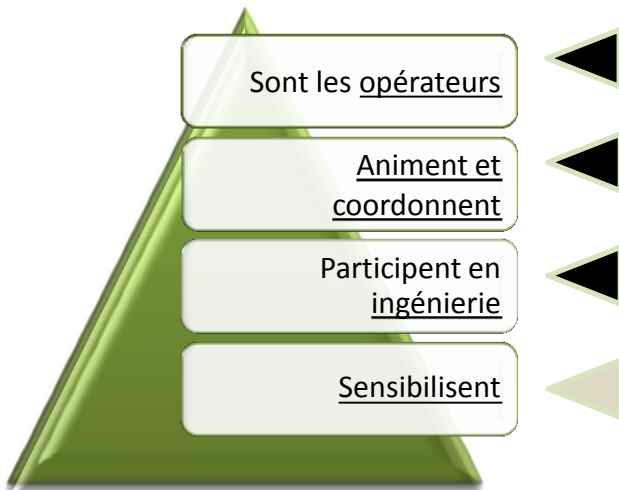 Sont les opérateurs
Animent et
coordonnent
Participent en
ingénierie
Sensibilisent